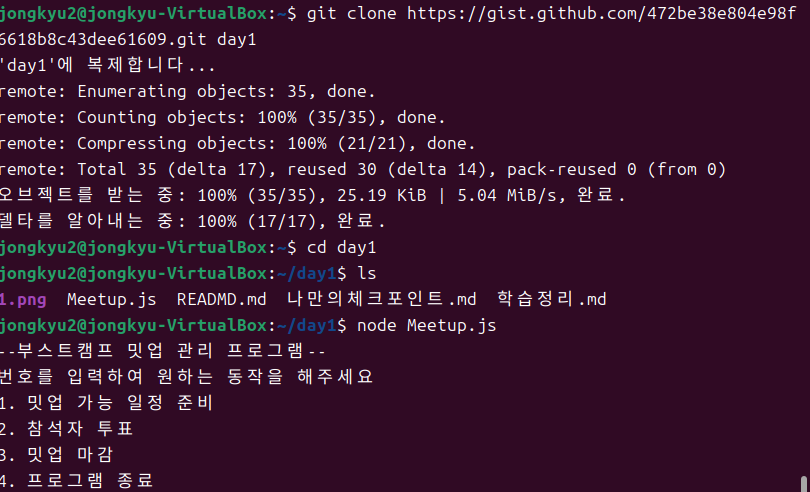 jongkyu2@jongkyu-VirtualBox:~$ git clone https://gist.github.com/472be38e804e98f
6618b8c43dee61609.git day1
'day1'에 복제합니다...
remote: Enumerating objects: 35, done.
remote: Counting objects: 100% (35/35), done.
remote: Compressing objects: 100% (21/21), done.
remote: Total 35 (delta 17), reused 30 (delta 14), pack-reused 0 (from 0)
오브젝트를 받는 중: 100% (35/35), 25.19 KiB | 5.04 MiB/s, 완료.
델타를 알아내는 중: 100% (17/17), 완료.
jongkyu2@jongkyu-VirtualBox:~$ cd day1
jongkyu2@jongkyu-VirtualBox:~/day1$ ls
1.png  Meetup.js  READMD.md  나만의체크포인트.md  학습정리.md
jongkyu2@jongkyu-VirtualBox:~/day1$ node Meetup.js
--부스트캠프 밋업 관리 프로그램--
번호를 입력하여 원하는 동작을 해주세요
1. 밋업 가능 일정 준비
2. 참석자 투표
3. 밋업 마감
4. 프로그램 종료